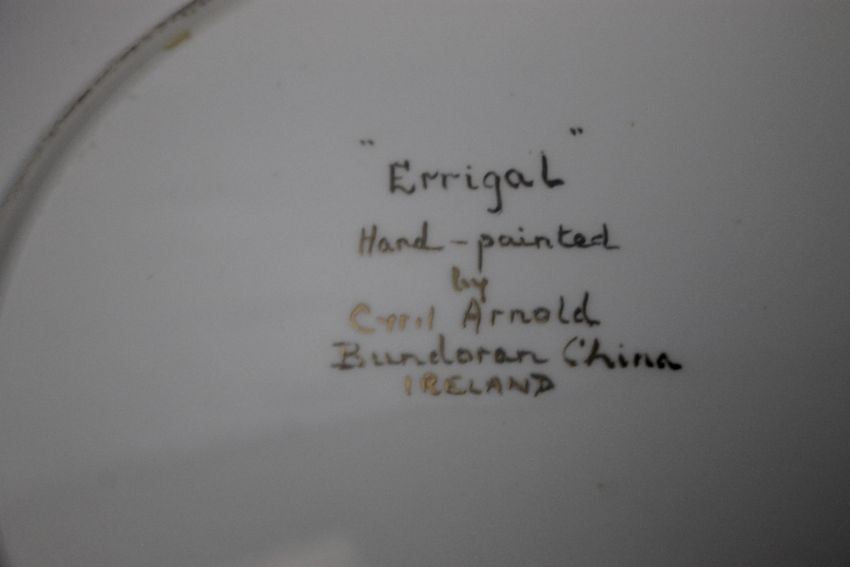 "Errigal"
Hand-painted
by
Cyril Arnold
Bundoran China
IRELAND